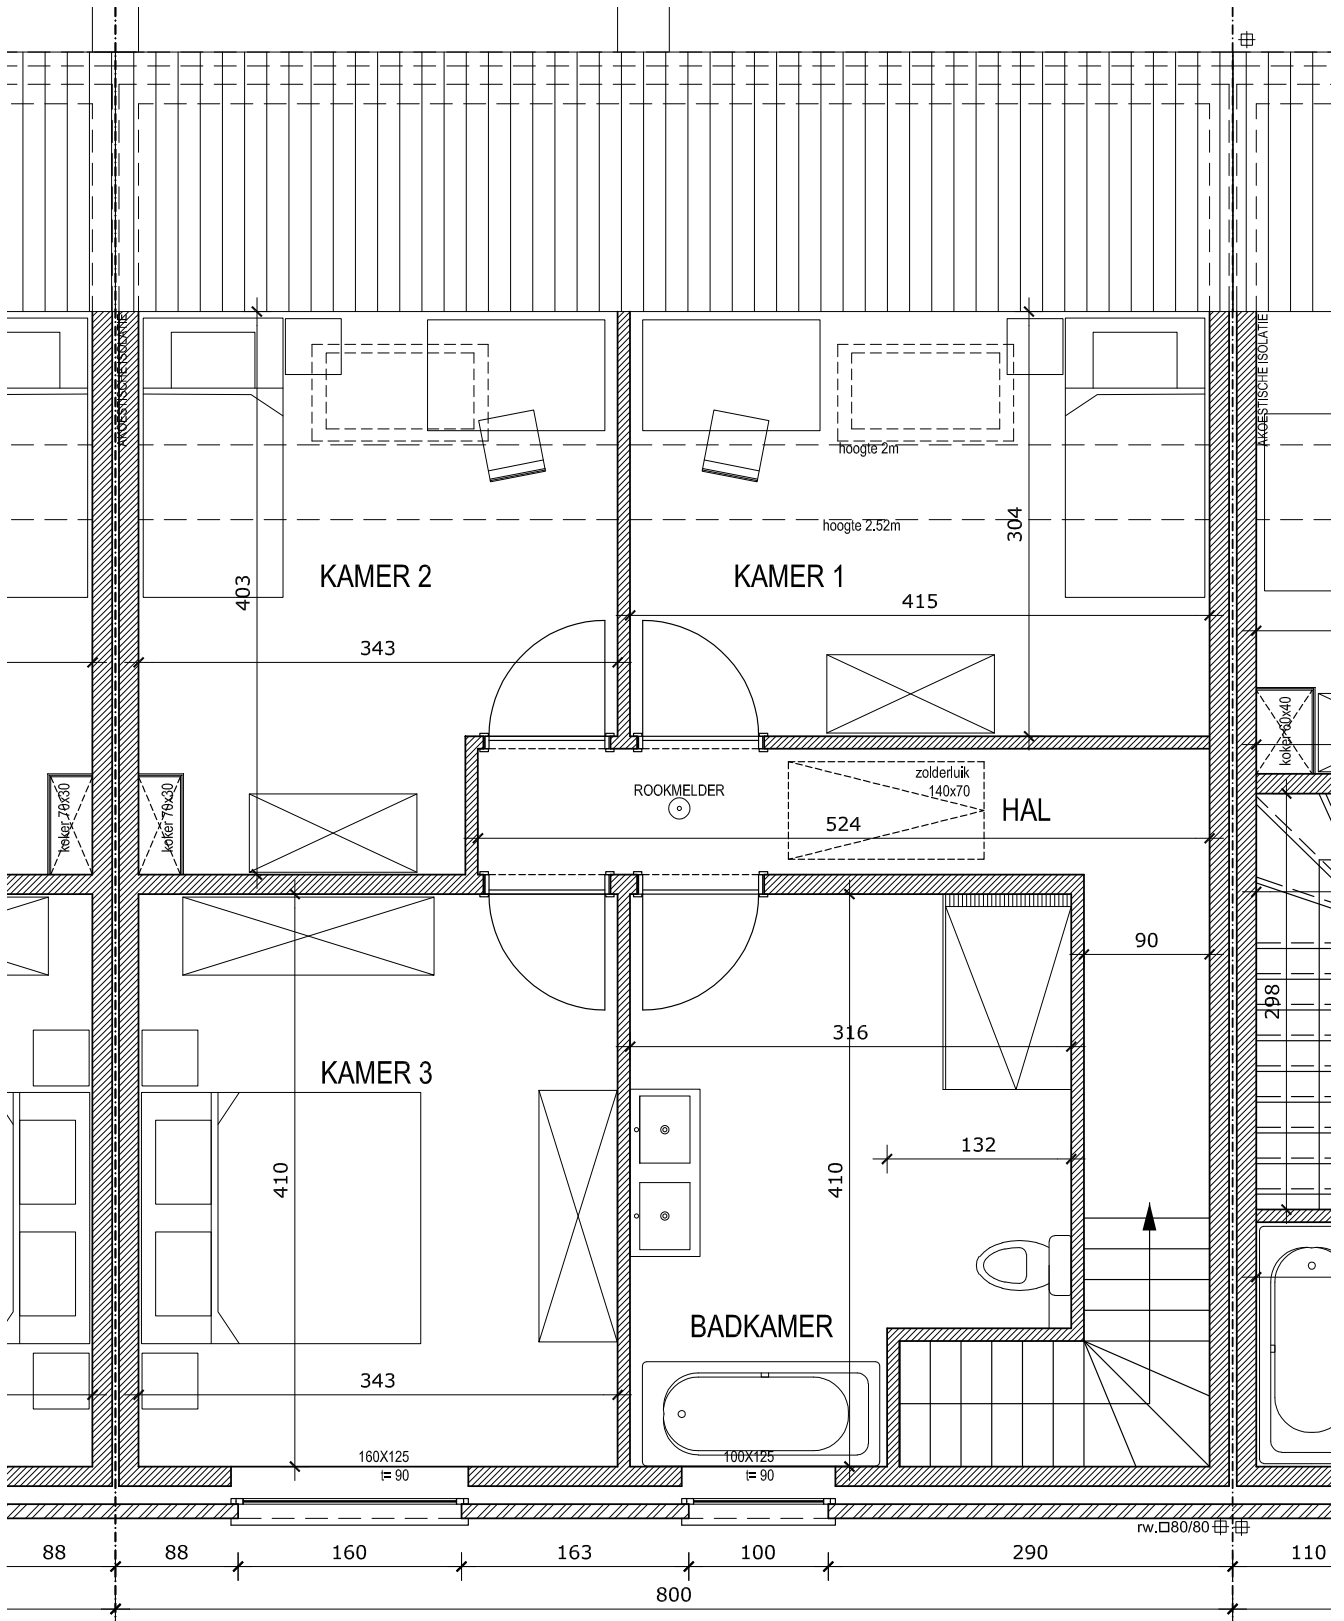 AKOESTISCHE ISOLATIE
AKOESTISCHE ISOLATIE
hoogte 2m
hoogte 2.52m
304
KAMER 2
KAMER 1
403
415
343
koker 70x30
koker 70x30
koker 60x40
ROOKMELDER
zolderluik
140x70
HAL
524
90
298
316
KAMER 3
132
410
410
BADKAMER
343
160X125
t= 90
100X125
t= 90
rw.□80/80
88
88
160
163
100
290
110
800